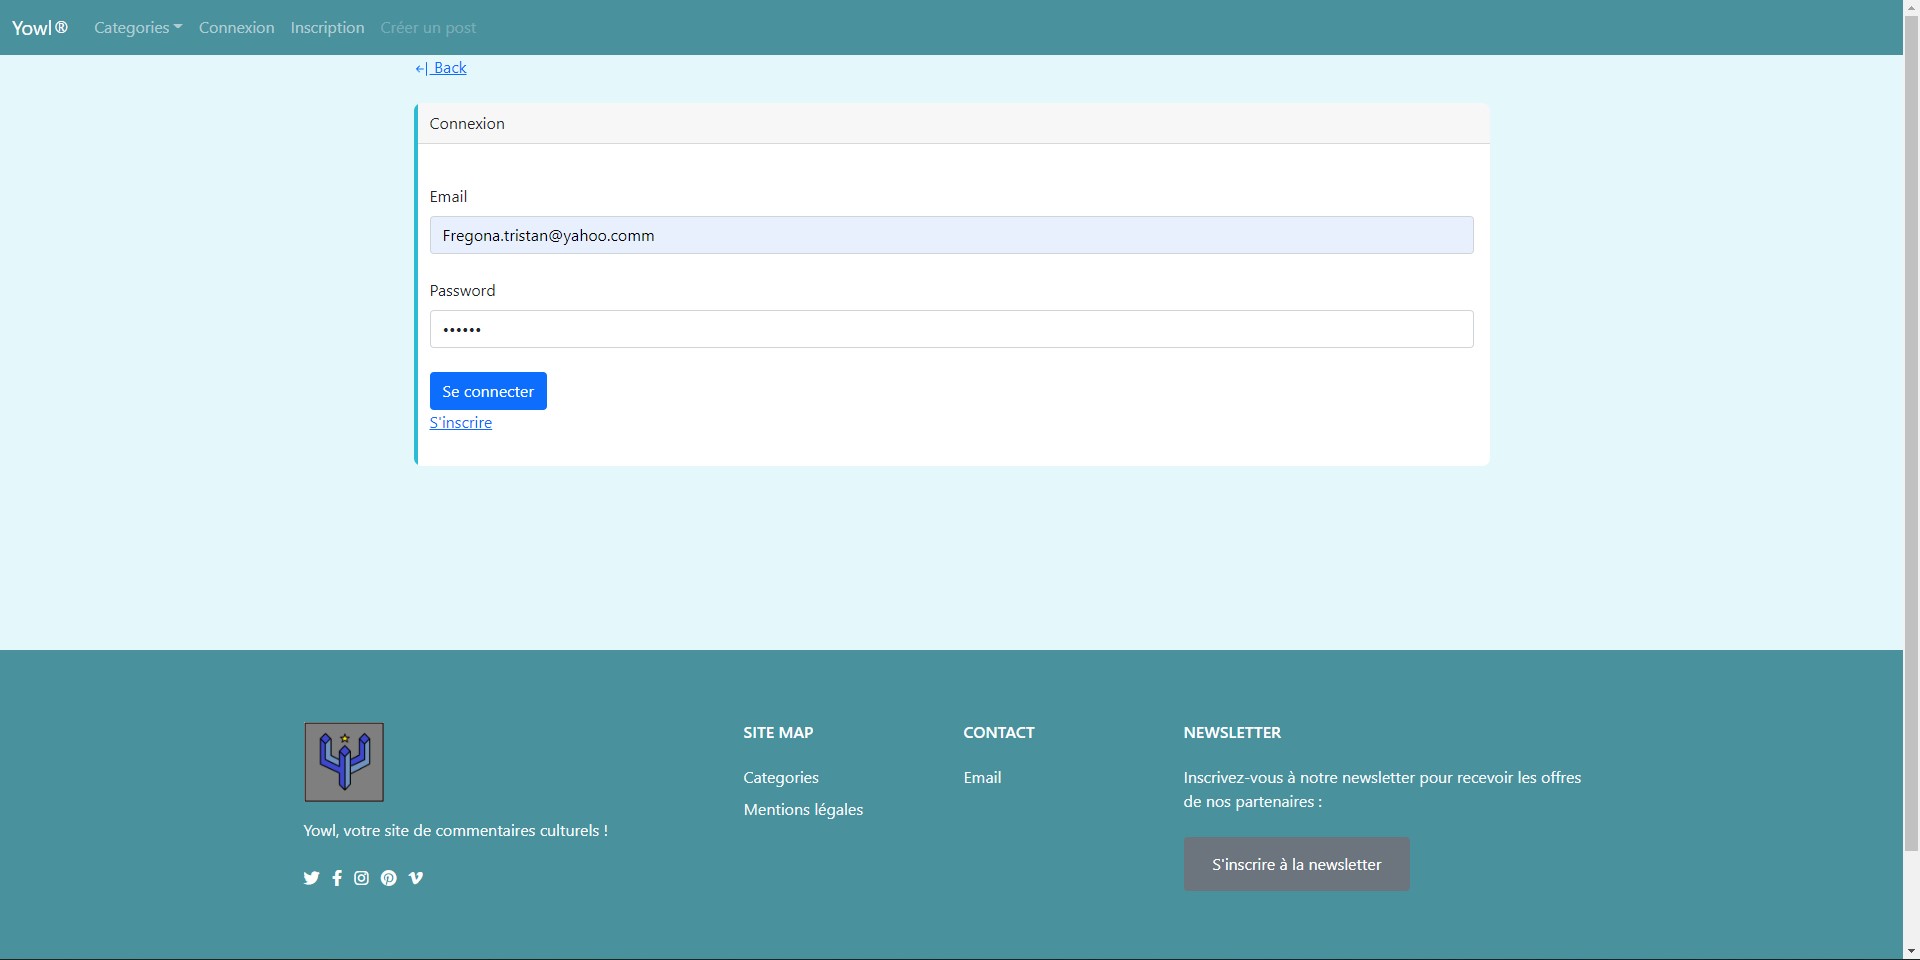 Yowl® Categories Connexion Inscription Créer un post
Back
Connexion
Email
Fregona.tristan@yahoo.comm
Password
••••••
Se connecter
S'inscrire
SITE MAP
CONTACT
NEWSLETTER
Categories
Email
Inscrivez-vous à notre newsletter pour recevoir les offres
de nos partenaires :
Mentions légales
Yowl, votre site de commentaires culturels !
S'inscrire à la newsletter